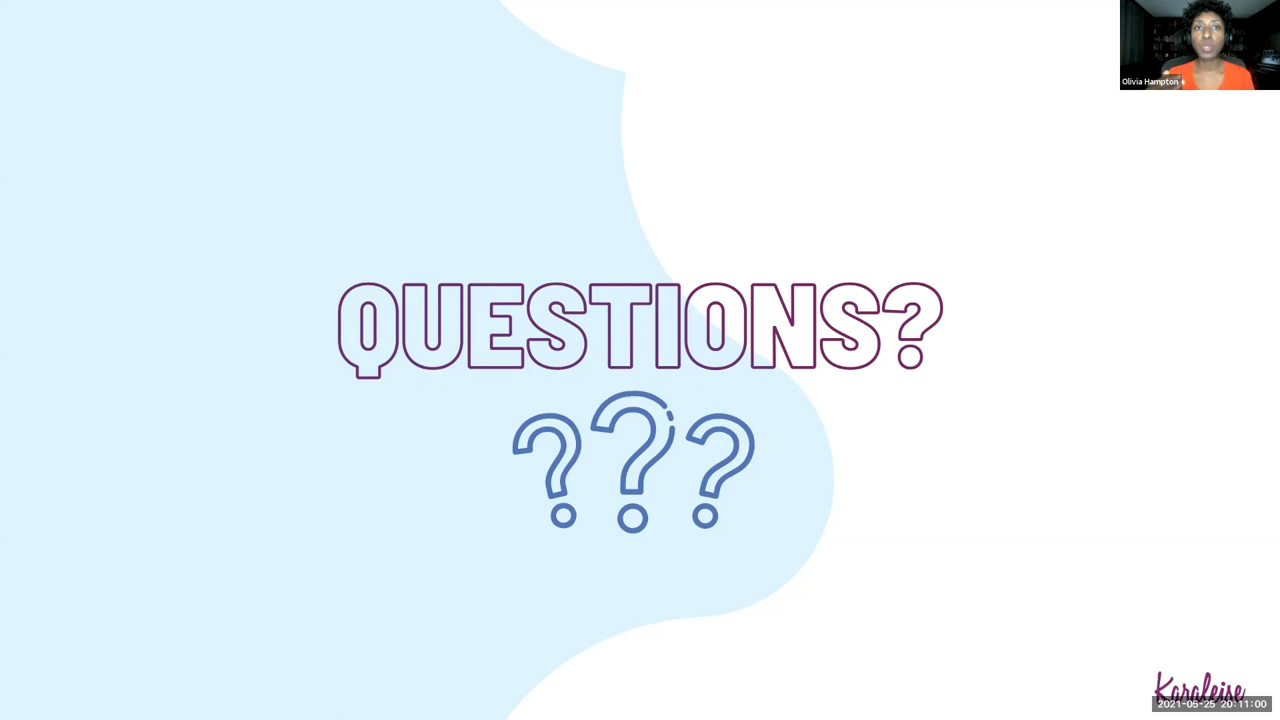 Olivia Hampton
QUESTIONS?
???
Karaleise
2021-05-25 20:11:00